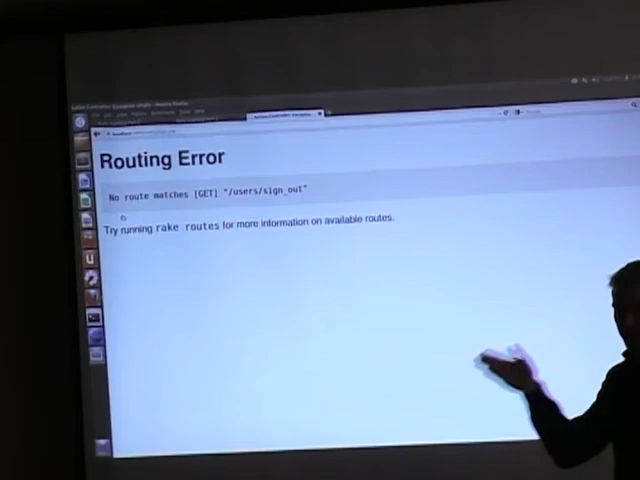 Routing Error
No route matches [GET] "/users/sign_out"
Try running rake routes for more information on available routes.